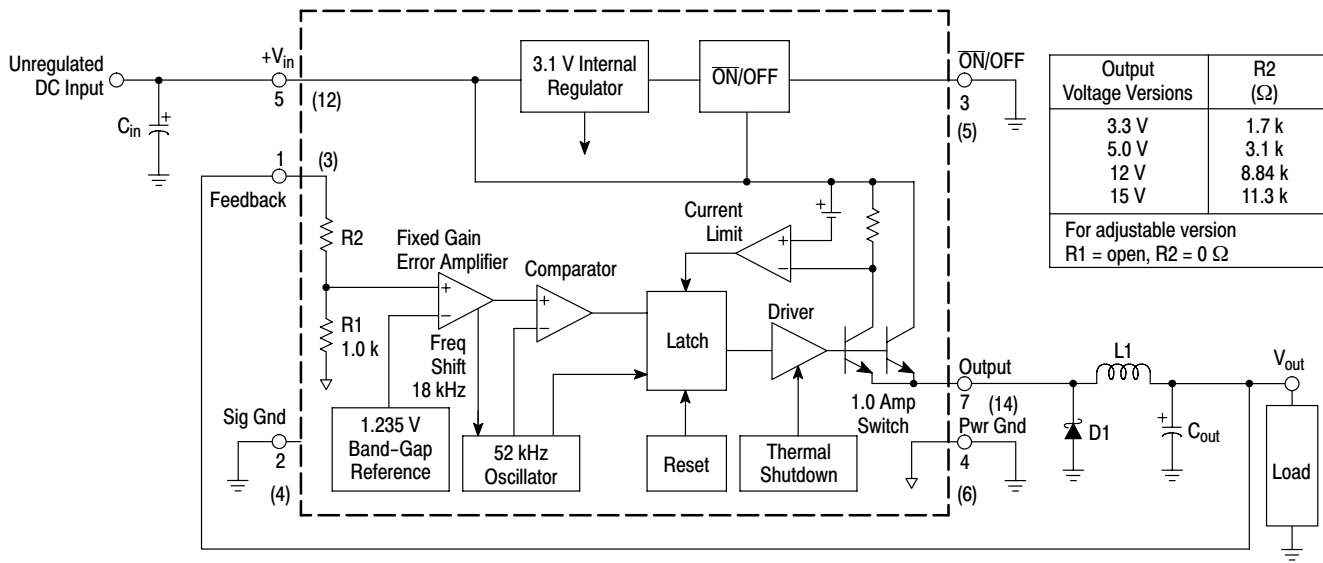 Unregulated
DC Input
Cin
+
+Vin
5
(12)
3.1 V Internal
Regulator
ON/OFF
ON/OFF
3
(5)
1
(3)
Feedback
R2
R1
1.0 k
Fixed Gain
Error Amplifier
+
−
Freq
Shift
18 kHz
Comparator
+
−
Current
Limit
+
−
+
Latch
Driver
1.0 Amp
Switch
Output
7
(14)
Pwr Gnd
4
(6)
Sig Gnd
2
(4)
1.235 V
Band-Gap
Reference
52 kHz
Oscillator
Reset
Thermal
Shutdown
L1
D1
+
Cout
Vout
Load
Output
Voltage Versions
R2
(Ω)
3.3 V 1.7 k
5.0 V 3.1 k
12 V 8.84 k
15 V 11.3 k
For adjustable version
R1 = open, R2 = 0 Ω